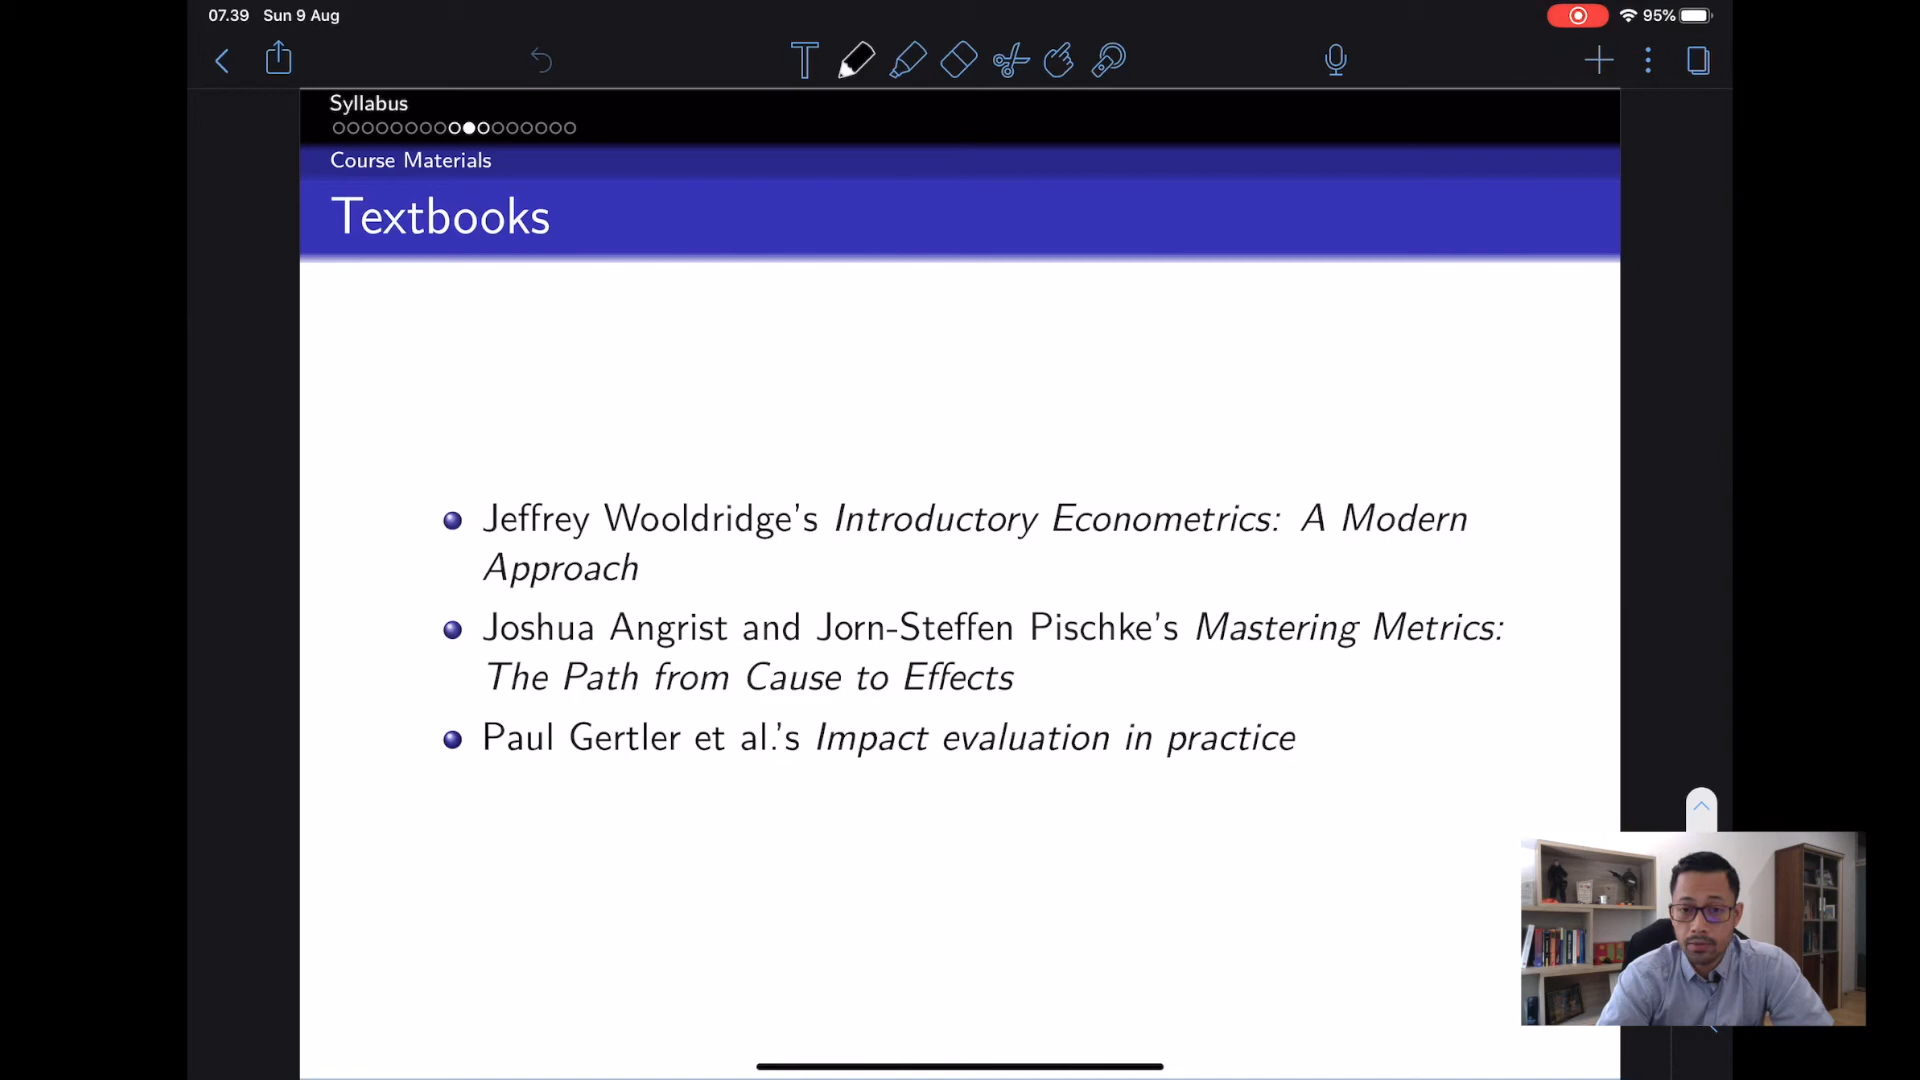 07.39 Sun 9 Aug
95%
Syllabus
Course Materials
Textbooks
Jeffrey Wooldridge's Introductory Econometrics: A Modern
Approach
Joshua Angrist and Jorn-Steffen Pischke's Mastering Metrics:
The Path from Cause to Effects
Paul Gertler et al.'s Impact evaluation in practice